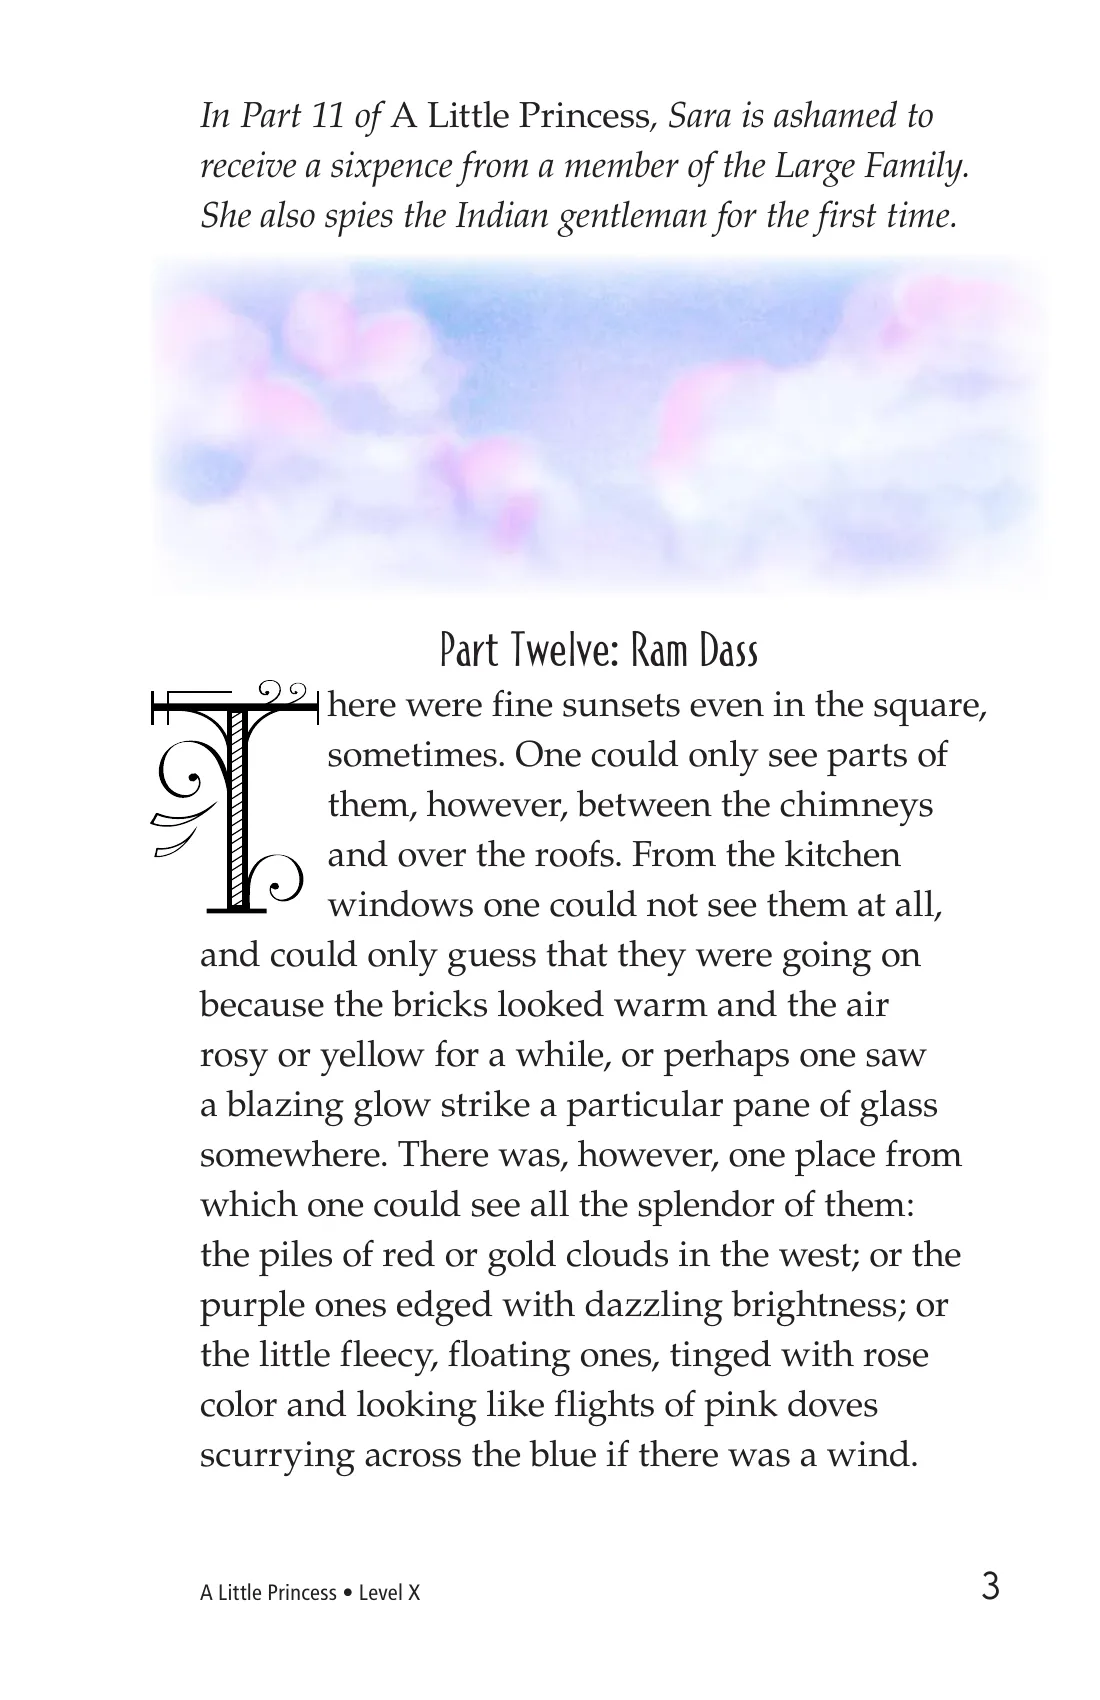 In Part 11 of A Little Princess, Sara is ashamed to
receive a sixpence from a member of the Large Family.
She also spies the Indian gentleman for the first time.
Part Twelve: Ram Dass
There were fine sunsets even in the square,
sometimes. One could only see parts of
them, however, between the chimneys
and over the roofs. From the kitchen
windows one could not see them at all,
and could only guess that they were going on
because the bricks looked warm and the air
rosy or yellow for a while, or perhaps one saw
a blazing glow strike a particular pane of glass
somewhere. There was, however, one place from
which one could see all the splendor of them:
the piles of red or gold clouds in the west; or the
purple ones edged with dazzling brightness; or
the little fleecy, floating ones, tinged with rose
color and looking like flights of pink doves
scurrying across the blue if there was a wind.
A Little Princess • Level X
3